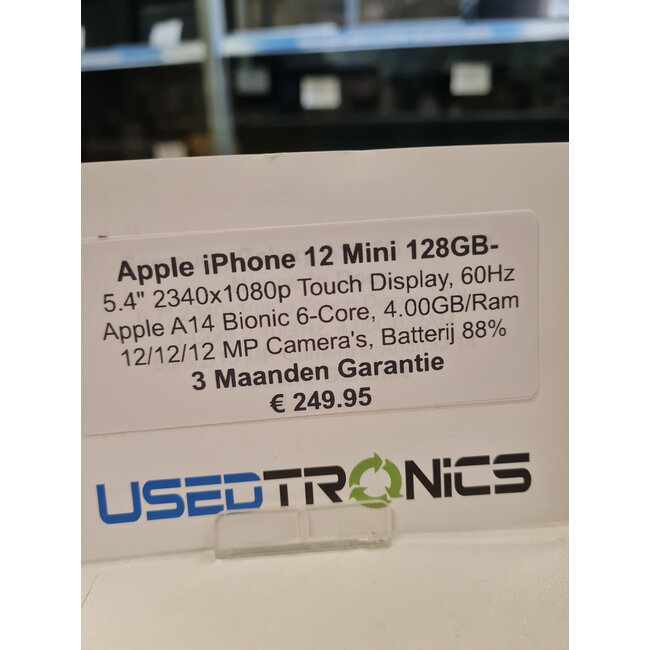 Apple iPhone 12 Mini 128GB-
5.4" 2340x1080p Touch Display, 60Hz
Apple A14 Bionic 6-Core, 4.00GB/Ram
12/12/12 MP Camera's, Batterij 88%
3 Maanden Garantie
€ 249.95
USEDTRONiCS